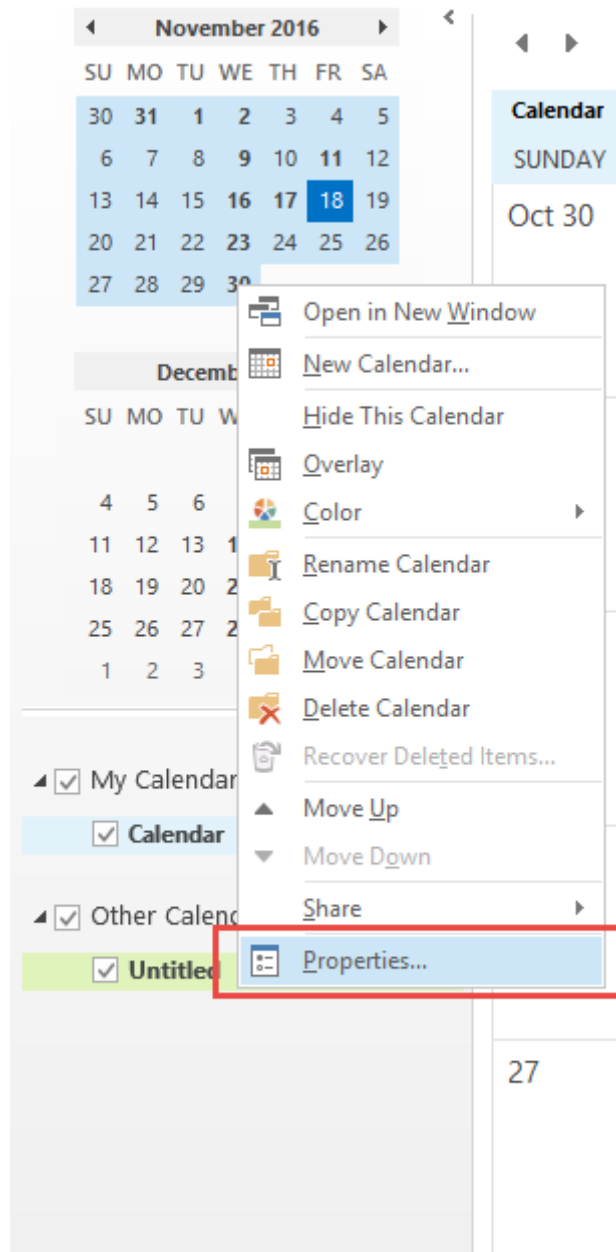 November 2016
SU MO TU WE TH FR SA
30 31 1 2 3 4 5
6 7 8 9 10 11 12
13 14 15 16 17 18 19
20 21 22 23 24 25 26
27 28 29 30
Decemb
SU MO TU W
4 5 6
11 12 13 1
18 19 20 2
25 26 27 2
1 2 3
My Calendar
Calendar
Other Calend
Untitled
Open in New Window
New Calendar...
Hide This Calendar
Overlay
Color
Rename Calendar
Copy Calendar
Move Calendar
Delete Calendar
Recover Deleted Items...
Move Up
Move Down
Share
Properties...
Calendar
SUNDAY
Oct 30
27